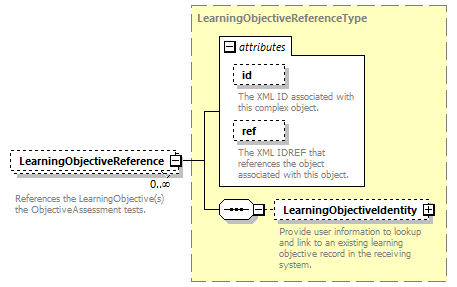 LearningObjectiveReferenceType
attributes
id
The XML ID associated with
this complex object.
ref
The XML IDREF that
references the object
associated with this object.
LearningObjectiveReference
0..∞
References the LearningObjective(s)
the ObjectiveAssessment tests.
LearningObjectiveIdentity
Provide user information to lookup
and link to an existing learning
objective record in the receiving
system.